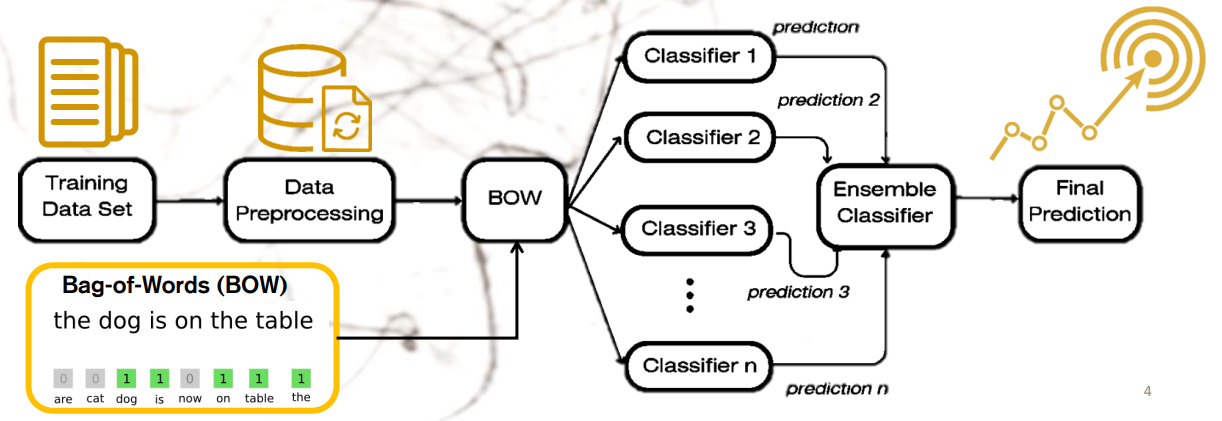 Training
Data Set
Data
Preprocessing
BOW
Classifier 1
Classifier 2
Classifier 3
Classifier n
prediction
prediction 2
prediction 3
prediction n
Ensemble
Classifier
Final
Prediction
Bag-of-Words (BOW)
the dog is on the table
0 0 1 1 0 1 1 1
are cat dog is now on table the
4